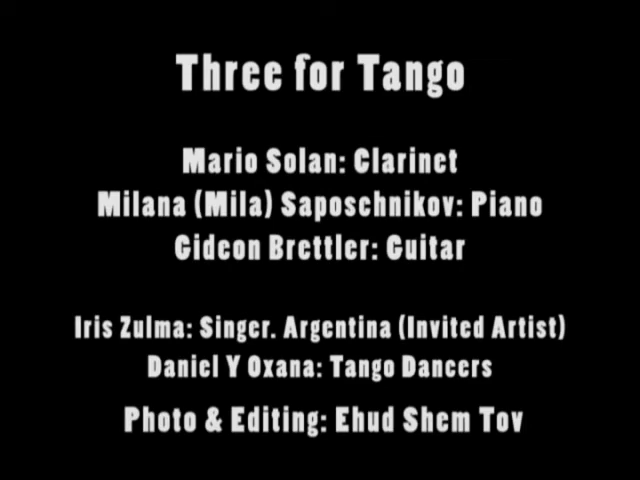 Three for Tango
Mario Solan: Clarinet
Milana (Mila) Saposchnikov: Piano
Gideon Brettler: Guitar
Iris Zulma: Singer. Argentina (Invited Artist)
Daniel Y Oxana: Tango Dancers
Photo & Editing: Ehud Shem Tov